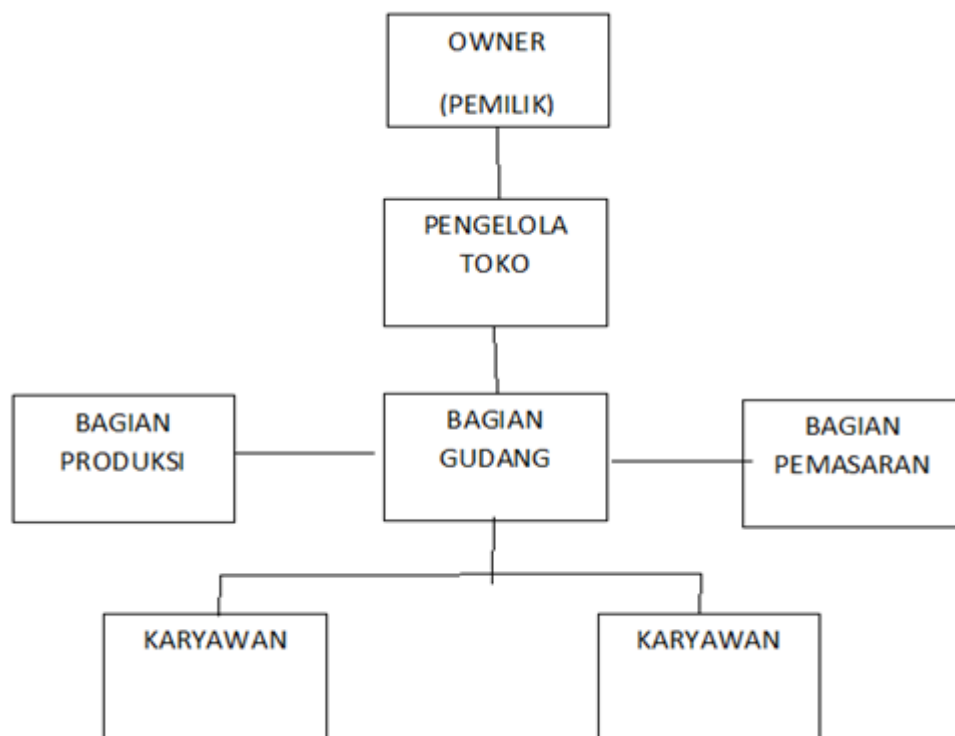 OWNER
(PEMILIK)
PENGELOLA
TOKO
BAGIAN
PRODUKSI
BAGIAN
GUDANG
BAGIAN
PEMASARAN
KARYAWAN
KARYAWAN